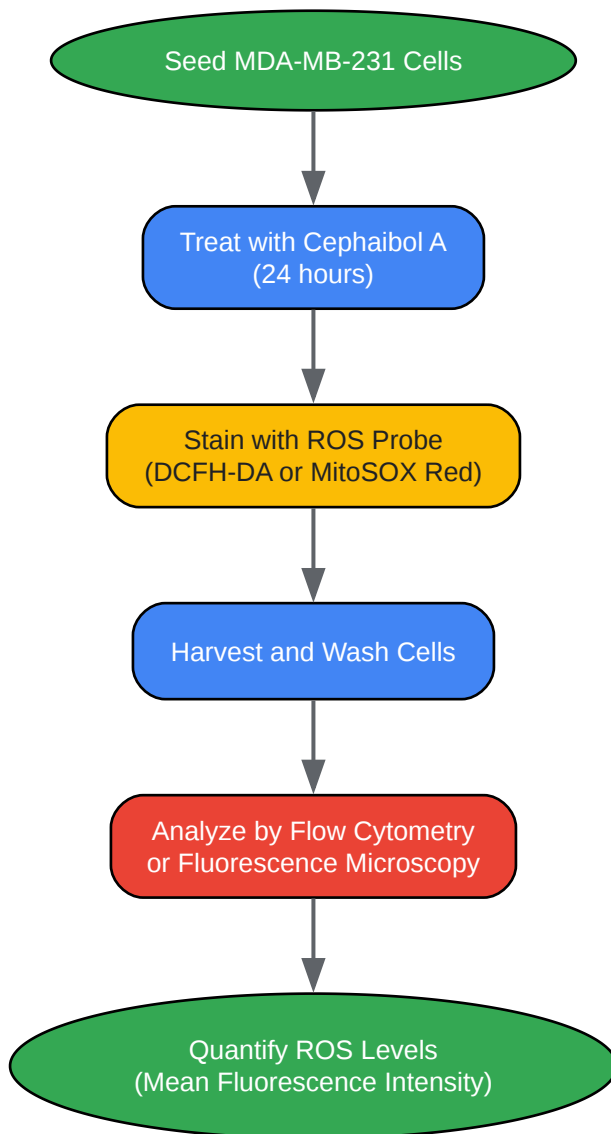 Seed MDA-MB-231 Cells
Treat with Cephaibol A
(24 hours)
Stain with ROS Probe
(DCFH-DA or MitoSOX Red)
Harvest and Wash Cells
Analyze by Flow Cytometry
or Fluorescence Microscopy
Quantify ROS Levels
(Mean Fluorescence Intensity)